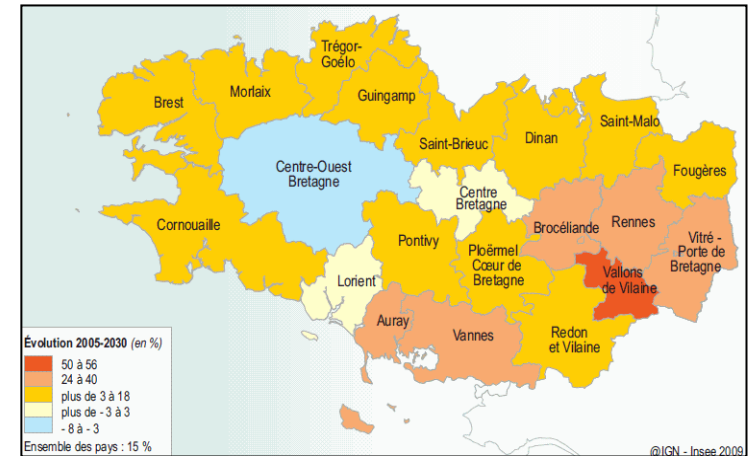 Trégor-
Goélo
Morlaix
Brest
Guingamp
Saint-Malo
Dinan
Saint-Brieuc
Fougères
Centre-Ouest
Bretagne
Centre
Bretagne
Cornouaille
Rennes
Brocéliande
Vitré -
Porte de
Bretagne
Pontivy
Ploërmel
Cœur de
Bretagne
Vallons
de Vilaine
Lorient
Auray
Vannes
Redon
et Vilaine
Évolution 2005-2030 (en %)
50 à 56
24 à 40
plus de 3 à 18
plus de - 3 à 3
- 8 à - 3
Ensemble des pays : 15 %
@IGN - Insee 2009